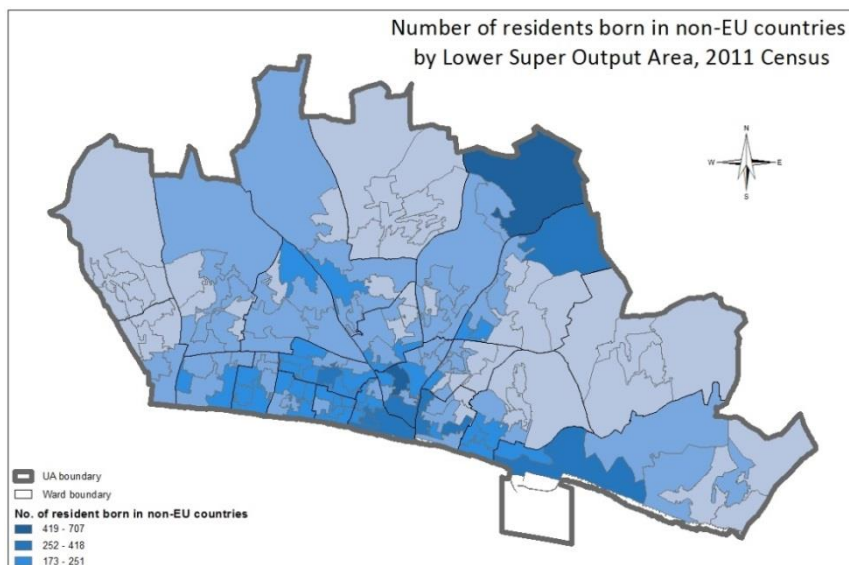 Number of residents born in non-EU countries
by Lower Super Output Area, 2011 Census
N
W E
S
UA boundary
Ward boundary
No. of resident born in non-EU countries
419 - 707
252 - 418
173 - 251